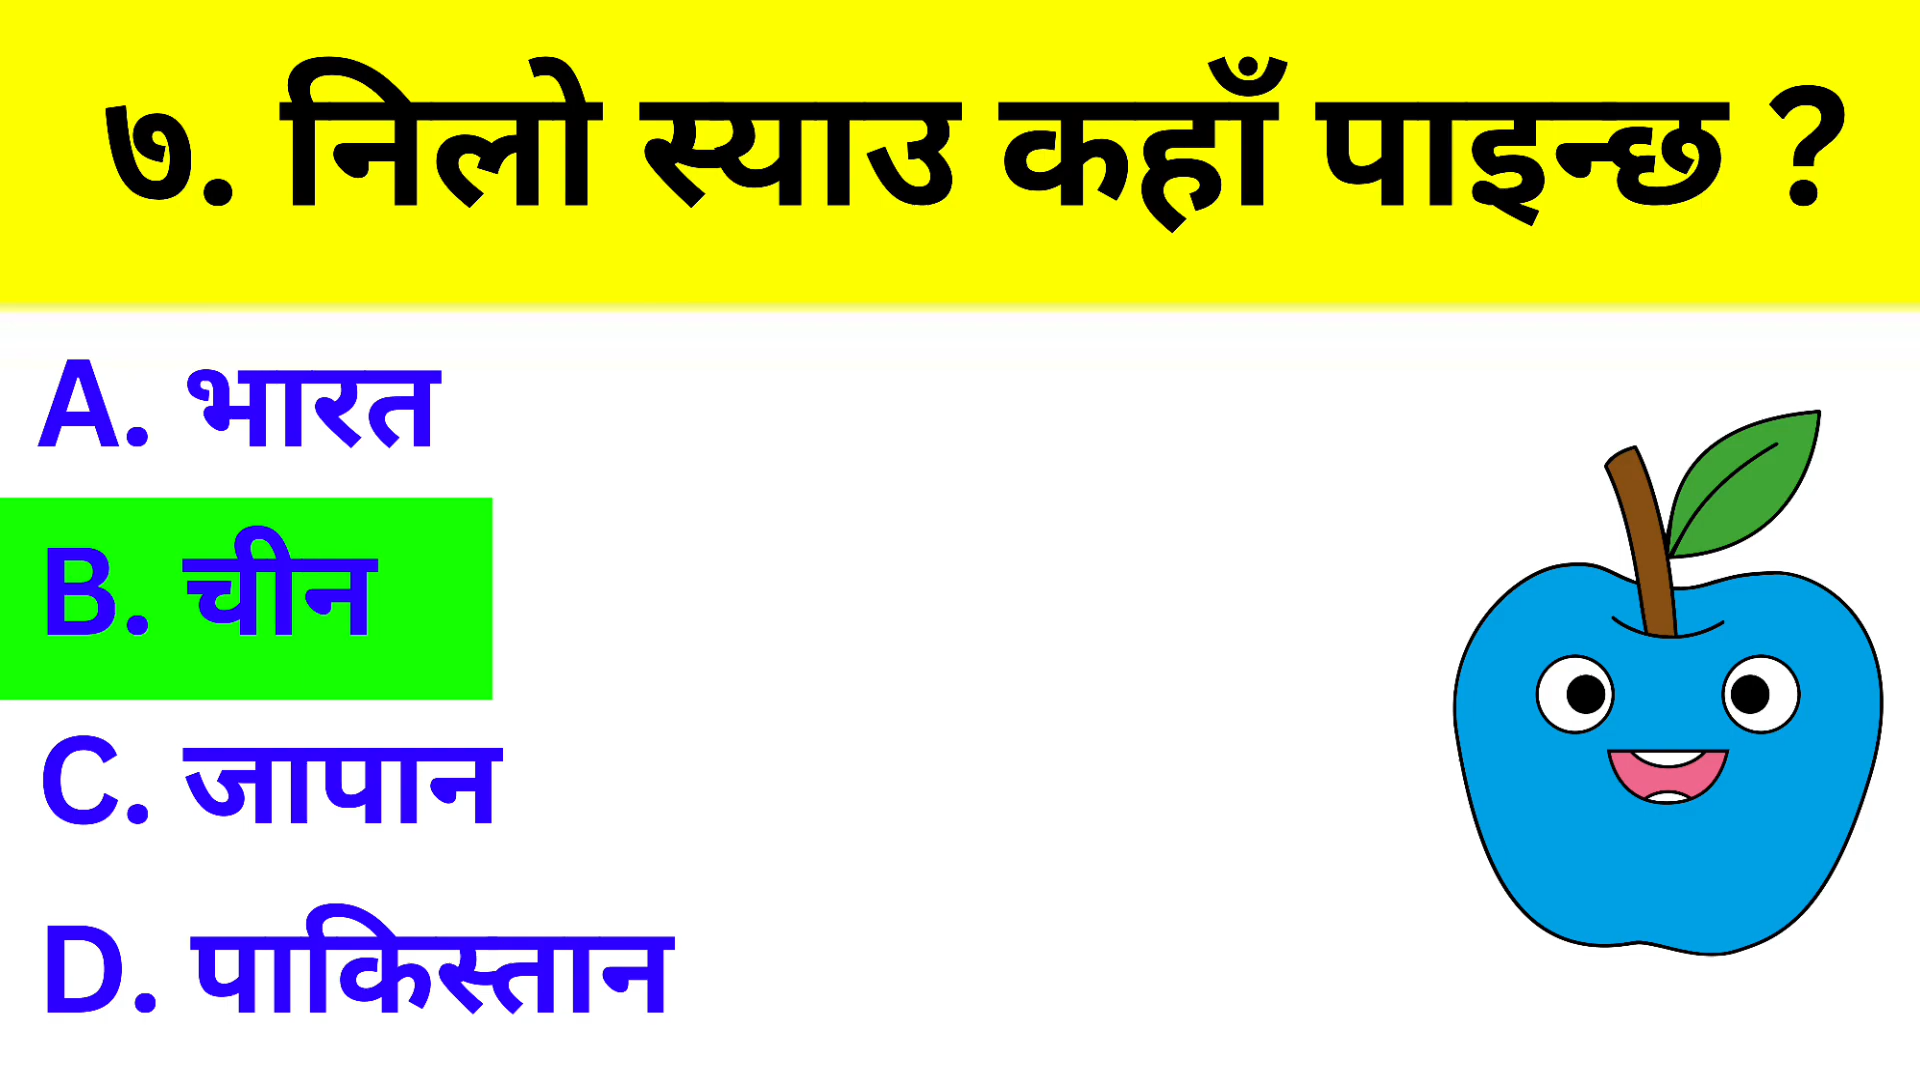 ७. निलो स्याउ कहाँ पाइन्छ ?
A. भारत
B. चीन
C. जापान
D. पाकिस्तान